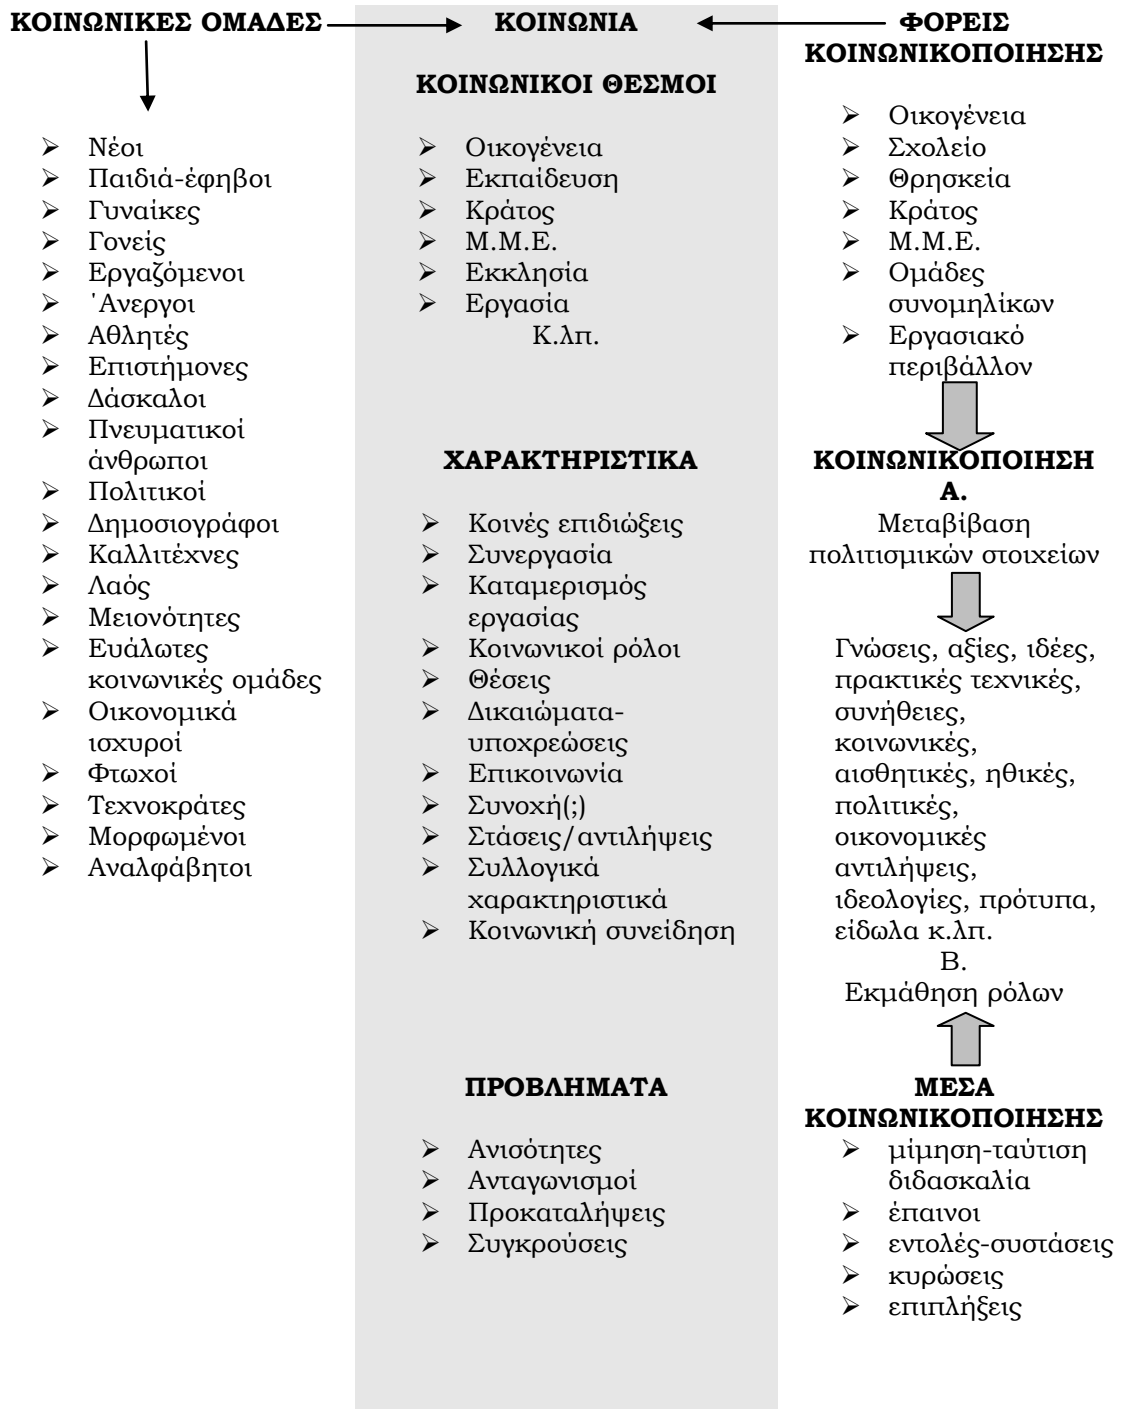 ΚΟΙΝΩΝΙΚΕΣ ΟΜΑΔΕΣ
➢ Νέοι
➢ Παιδιά-έφηβοι
➢ Γυναίκες
➢ Γονείς
➢ Εργαζόμενοι
➢ 'Ανεργοι
➢ Αθλητές
➢ Επιστήμονες
➢ Δάσκαλοι
➢ Πνευματικοί
άνθρωποι
➢ Πολιτικοί
➢ Δημοσιογράφοι
➢ Καλλιτέχνες
➢ Λαός
➢ Μειονότητες
➢ Ευάλωτες
κοινωνικές ομάδες
➢ Οικονομικά
ισχυροί
➢ Φτωχοί
➢ Τεχνοκράτες
➢ Μορφωμένοι
➢ Αναλφάβητοι
ΚΟΙΝΩΝΙΑ
ΚΟΙΝΩΝΙΚΟΙ ΘΕΣΜΟΙ
➢ Οικογένεια
➢ Εκπαίδευση
➢ Κράτος
➢ Μ.Μ.Ε.
➢ Εκκλησία
➢ Εργασία
Κ.λπ.
ΧΑΡΑΚΤΗΡΙΣΤΙΚΑ
➢ Κοινές επιδιώξεις
➢ Συνεργασία
➢ Καταμερισμός
εργασίας
➢ Κοινωνικοί ρόλοι
➢ Θέσεις
➢ Δικαιώματα-
υποχρεώσεις
➢ Επικοινωνία
➢ Συνοχή(;)
➢ Στάσεις/αντιλήψεις
➢ Συλλογικά
χαρακτηριστικά
➢ Κοινωνική συνείδηση
ΠΡΟΒΛΗΜΑΤΑ
➢ Ανισότητες
➢ Ανταγωνισμοί
➢ Προκαταλήψεις
➢ Συγκρούσεις
ΦΟΡΕΙΣ
ΚΟΙΝΩΝΙΚΟΠΟΙΗΣΗΣ
➢ Οικογένεια
➢ Σχολείο
➢ Θρησκεία
➢ Κράτος
➢ Μ.Μ.Ε.
➢ Ομάδες
συνομηλίκων
➢ Εργασιακό
περιβάλλον
ΚΟΙΝΩΝΙΚΟΠΟΙΗΣΗ
Α.
Μεταβίβαση
πολιτισμικών στοιχείων
Γνώσεις, αξίες, ιδέες,
πρακτικές τεχνικές,
συνήθειες,
κοινωνικές,
αισθητικές, ηθικές,
πολιτικές,
οικονομικές
αντιλήψεις,
ιδεολογίες, πρότυπα,
είδωλα κ.λπ.
Β.
Εκμάθηση ρόλων
ΜΕΣΑ
ΚΟΙΝΩΝΙΚΟΠΟΙΗΣΗΣ
➢ μίμηση-ταύτιση
διδασκαλία
➢ έπαινοι
➢ εντολές-συστάσεις
➢ κυρώσεις
➢ επιπλήξεις